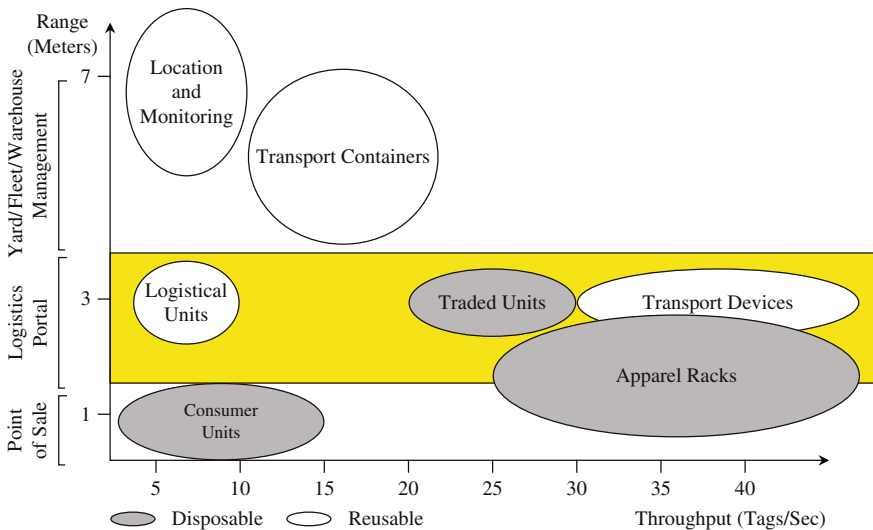 Range
(Meters)
Location
and
Monitoring
7
Transport Containers
Yard/Fleet/Warehouse
Management
Logistical
Units
Traded Units
Transport Devices
3
Logistics
Portal
Apparel Racks
Consumer
Units
1
Point
of Sale
5 10 15 20 25 30 35 40
Disposable Reusable Throughput (Tags/Sec)